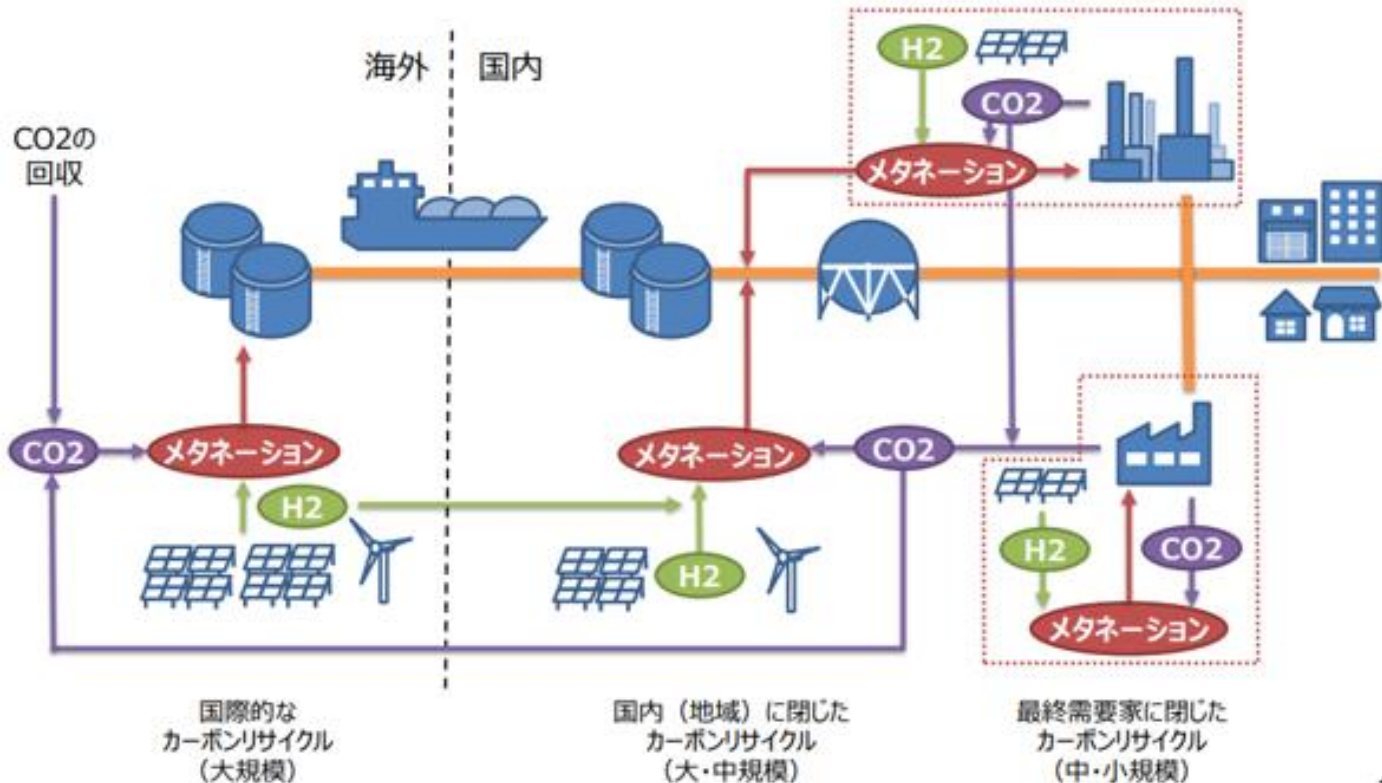 海外
国内
H2
CO2
CO2の
回収
メタネーション
CO2
メタネーション
メタネーション
CO2
H2
H2
H2
CO2
メタネーション
国際的な
カーボンリサイクル
(大規模)
国内(地域)に閉じた
カーボンリサイクル
(大・中規模)
最終需要家に閉じた
カーボンリサイクル
(中・小規模)